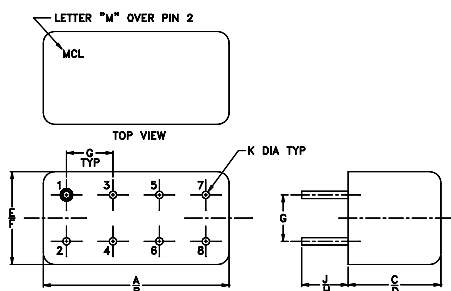 LETTER "M" OVER PIN 2
MCL
TOP VIEW
G
TYP
K DIA TYP
1 3 5 7
E
F
G
2 4 6 8
A
B
J
H
C
D